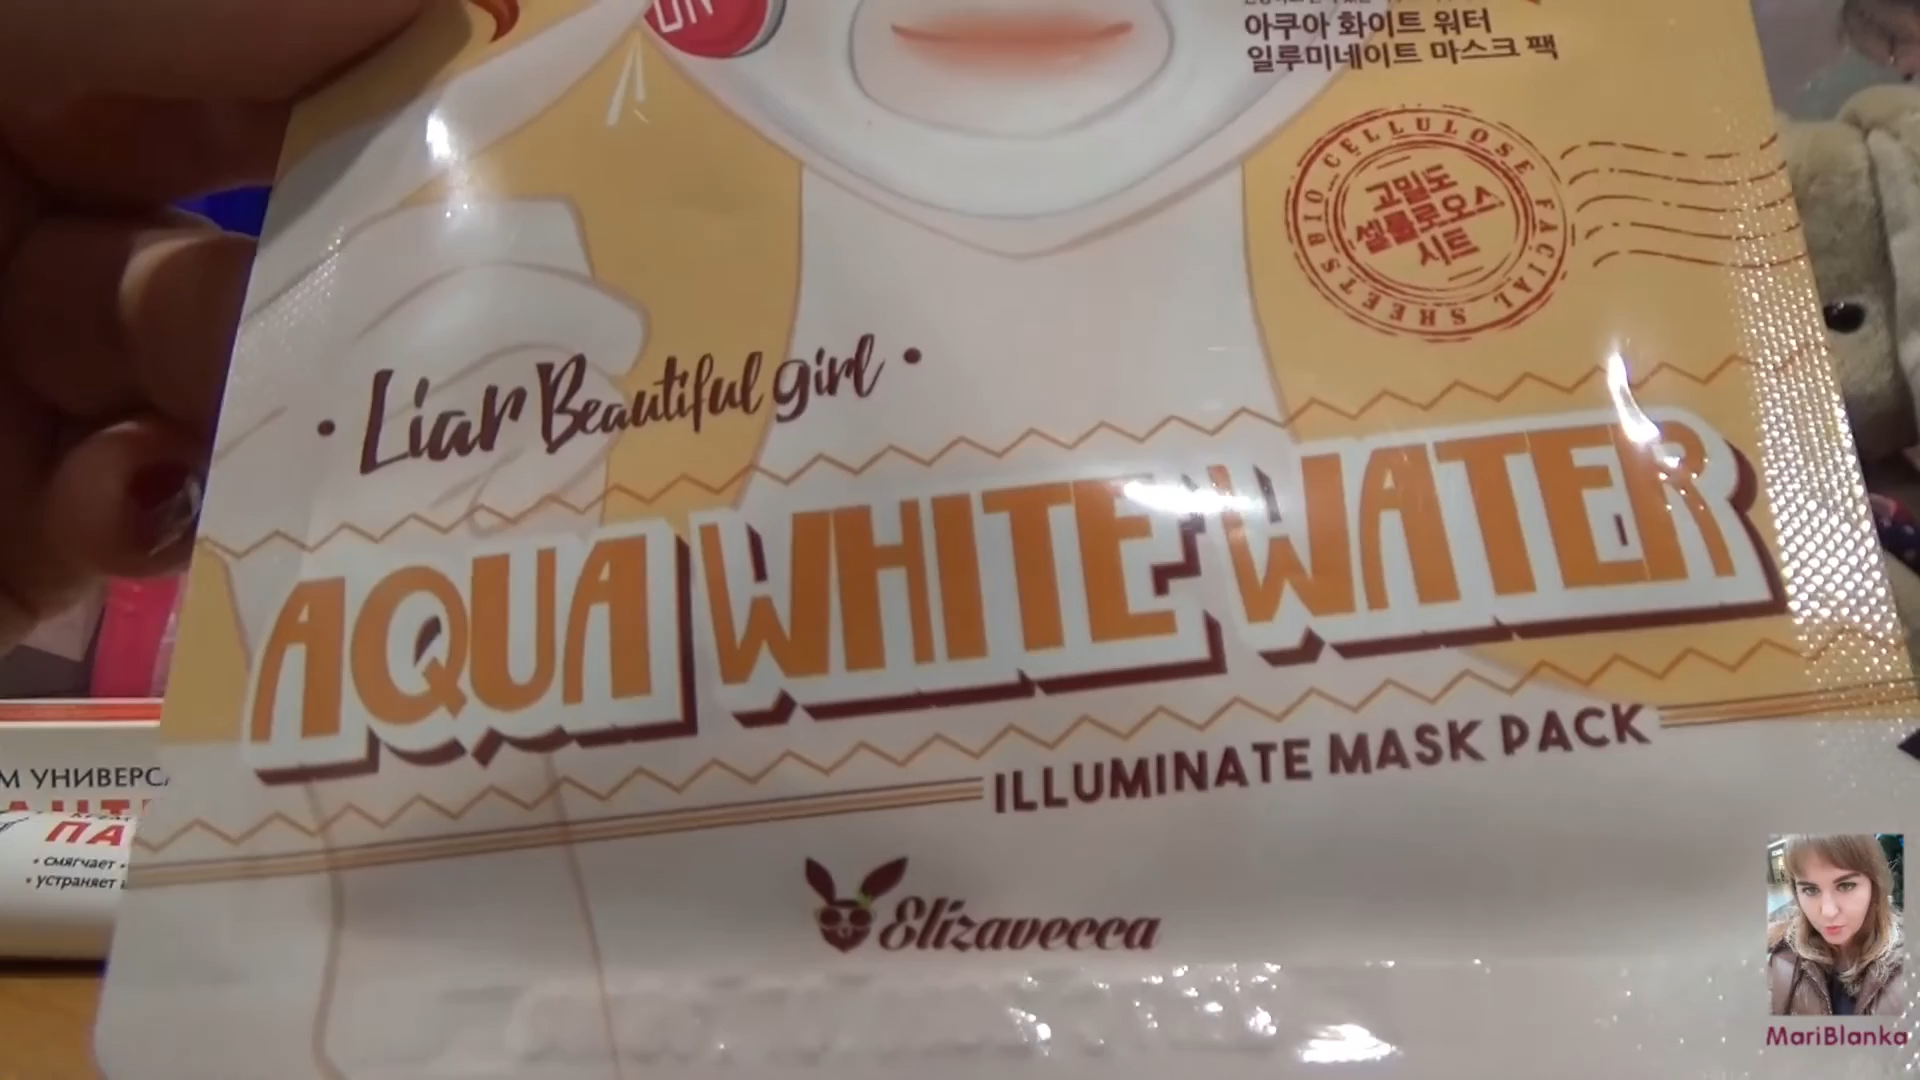 아쿠아 화이트 워터
일루미네이트 마스크 팩
BIO CELLULOSE FACIAL SHEETS
고밀도
셀룰로오스
시트
• Liar Beautiful girl •
AQUA WHITE WATER
ILLUMINATE MASK PACK
Elizavecca
М УНИВЕРСА
ПА
• смягчает •
• устраняет
MariBlanka